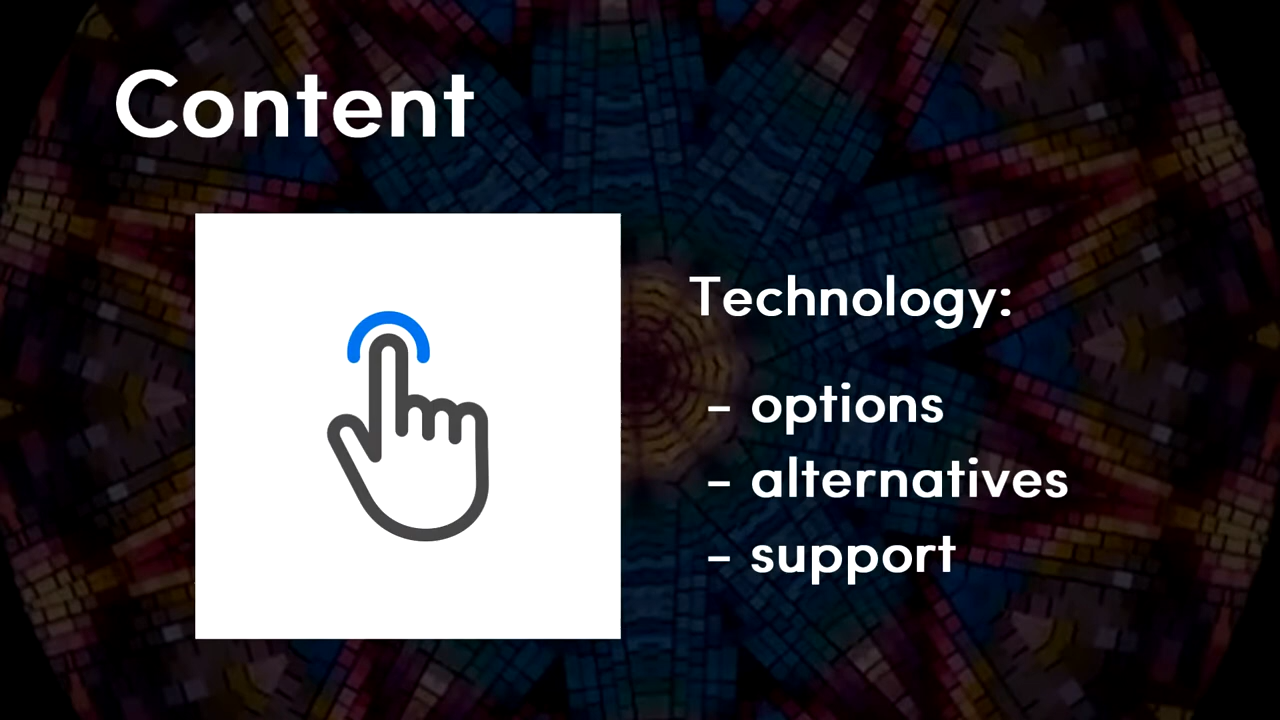 Content
Technology:
- options
- alternatives
- support